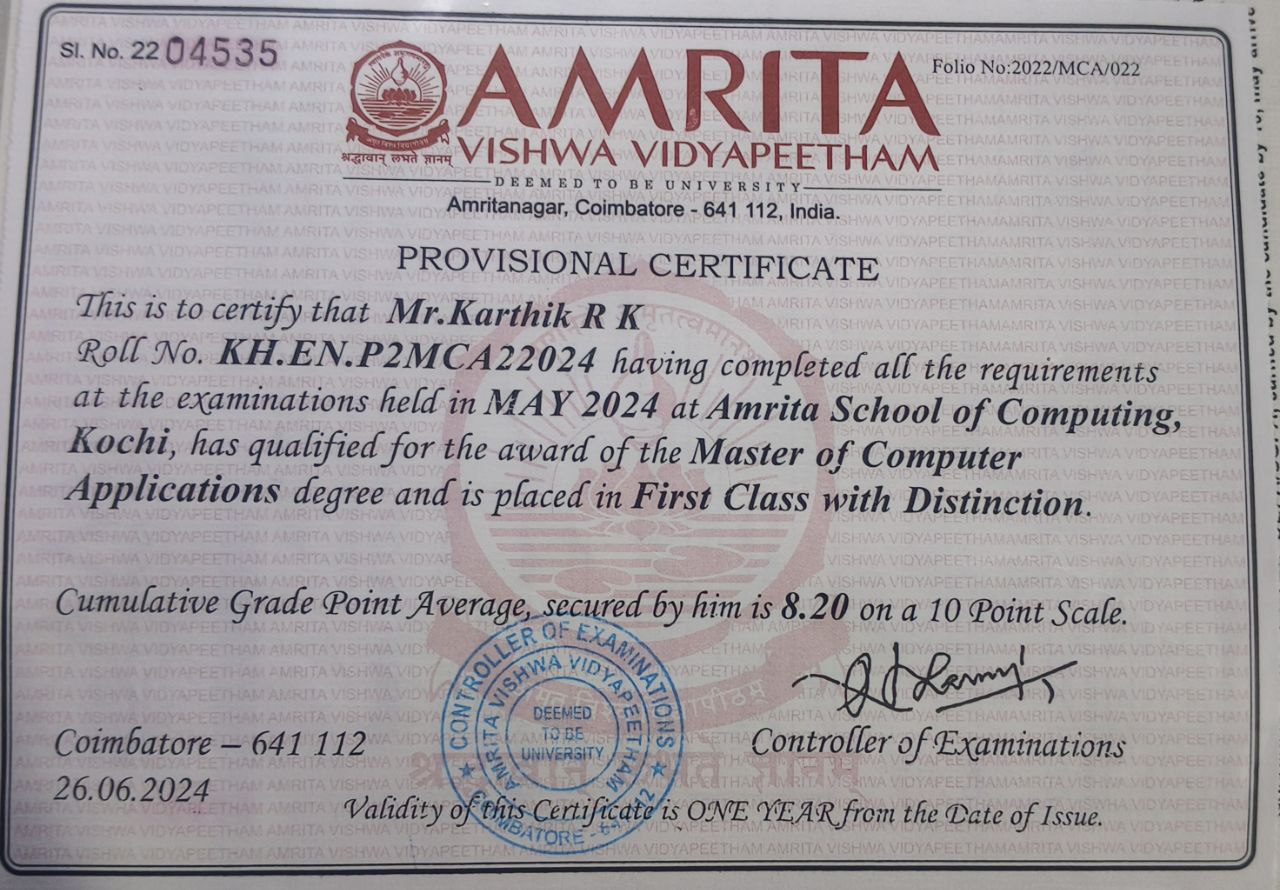 Sl. No. 22 04535
Folio No:2022/MCA/022
श्रद्धावान् लभते ज्ञानम्
AMRITA
VISHWA VIDYAPEETHAM
DEEMED TO BE UNIVERSITY
Amritanagar, Coimbatore - 641 112, India.
PROVISIONAL CERTIFICATE
This is to certify that Mr.Karthik R K
Roll No. KH.EN.P2MCA22024 having completed all the requirements
at the examinations held in MAY 2024 at Amrita School of Computing,
Kochi, has qualified for the award of the Master of Computer
Applications degree and is placed in First Class with Distinction.
Cumulative Grade Point Average, secured by him is 8.20 on a 10 Point Scale.
CONTROLLER OF EXAMINATIONS
AMRITA VISHWA VIDYAPEETHAM
DEEMED
TO BE
UNIVERSITY
COIMBATORE - 641 112
Coimbatore – 641 112
Controller of Examinations
26.06.2024
Validity of this Certificate is ONE YEAR from the Date of Issue.